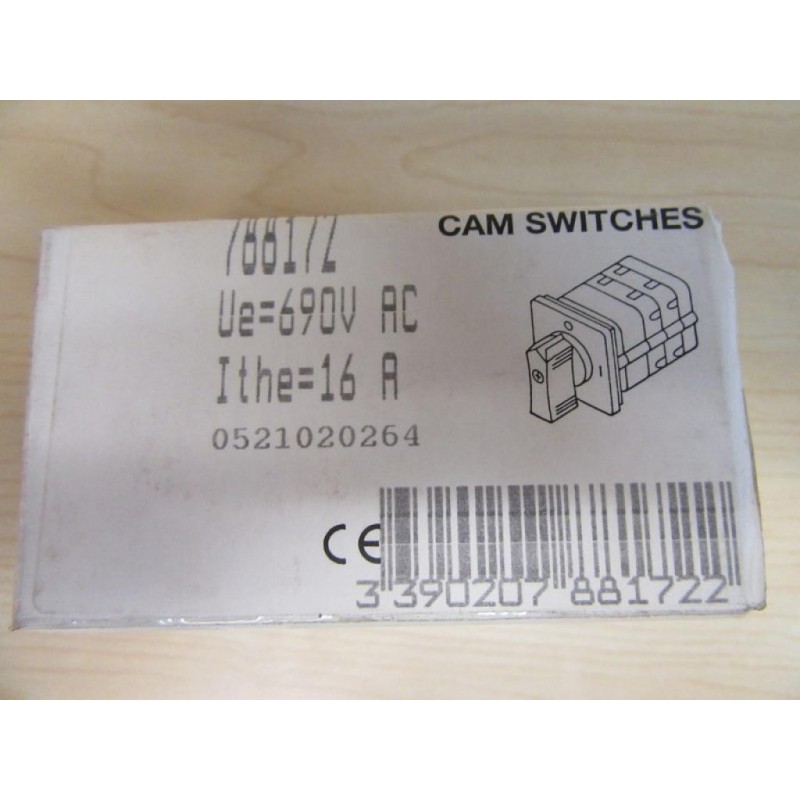 CAM SWITCHES
788172
Ue=690V AC
Ithe=16 A
0521020264
CE
3 390207 881722